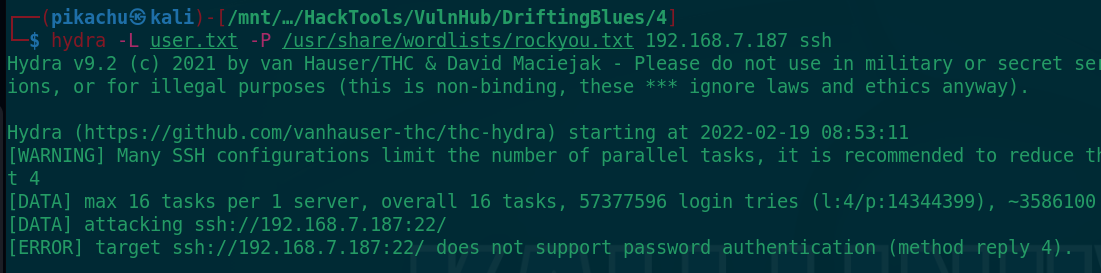 ┌──(pikachu㉿kali)-[/mnt/…/HackTools/VulnHub/DriftingBlues/4]
└─$ hydra -L user.txt -P /usr/share/wordlists/rockyou.txt 192.168.7.187 ssh
Hydra v9.2 (c) 2021 by van Hauser/THC & David Maciejak - Please do not use in military or secret ser
ions, or for illegal purposes (this is non-binding, these *** ignore laws and ethics anyway).
Hydra (https://github.com/vanhauser-thc/thc-hydra) starting at 2022-02-19 08:53:11
[WARNING] Many SSH configurations limit the number of parallel tasks, it is recommended to reduce th
t 4
[DATA] max 16 tasks per 1 server, overall 16 tasks, 57377596 login tries (l:4/p:14344399), ~3586100
[DATA] attacking ssh://192.168.7.187:22/
[ERROR] target ssh://192.168.7.187:22/ does not support password authentication (method reply 4).